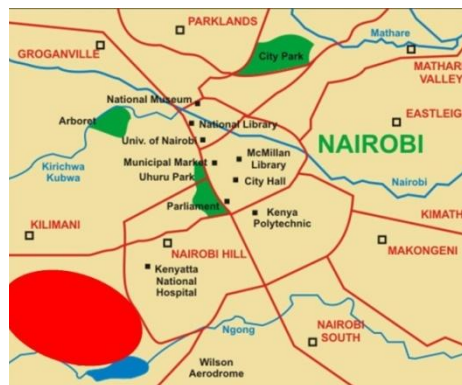 PARKLANDS
GROGANVILLE
City Park
Mathare
MATHAR
VALLEY
National Museum
EASTLEIG
Arboret
National Library
Univ. of Nairobi
NAIROBI
Kirichwa
Kubwa
Municipal Market
McMillan
Library
Uhuru Park
City Hall
Nairobi
Parliament
KILIMANI
Kenya
Polytechnic
KIMATH
NAIROBI HILL
MAKONGENI
Kenyatta
National
Hospital
Ngong
NAIROBI
SOUTH
Wilson
Aerodrome